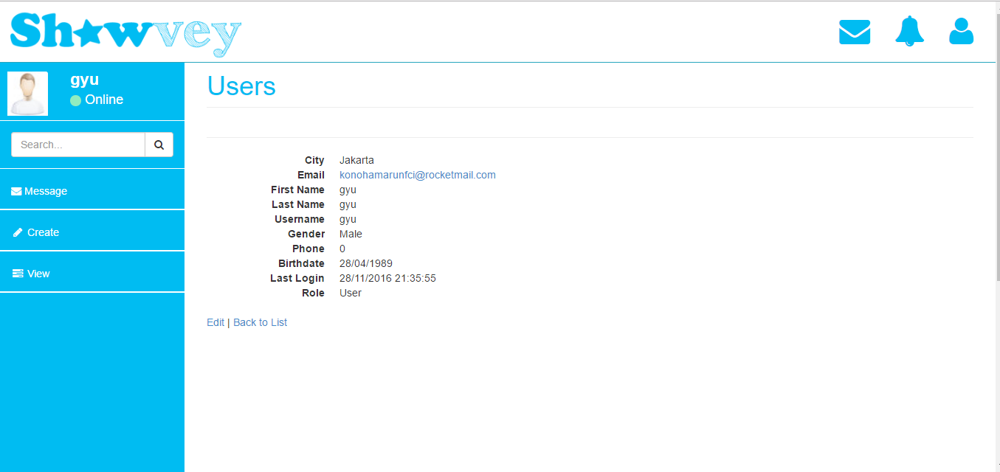 Showvey
gyu
Online
Search...
Message
Create
View
Users
City Jakarta
Email konohamarunfci@rocketmail.com
First Name gyu
Last Name gyu
Username gyu
Gender Male
Phone 0
Birthdate 28/04/1989
Last Login 28/11/2016 21:35:55
Role User
Edit | Back to List